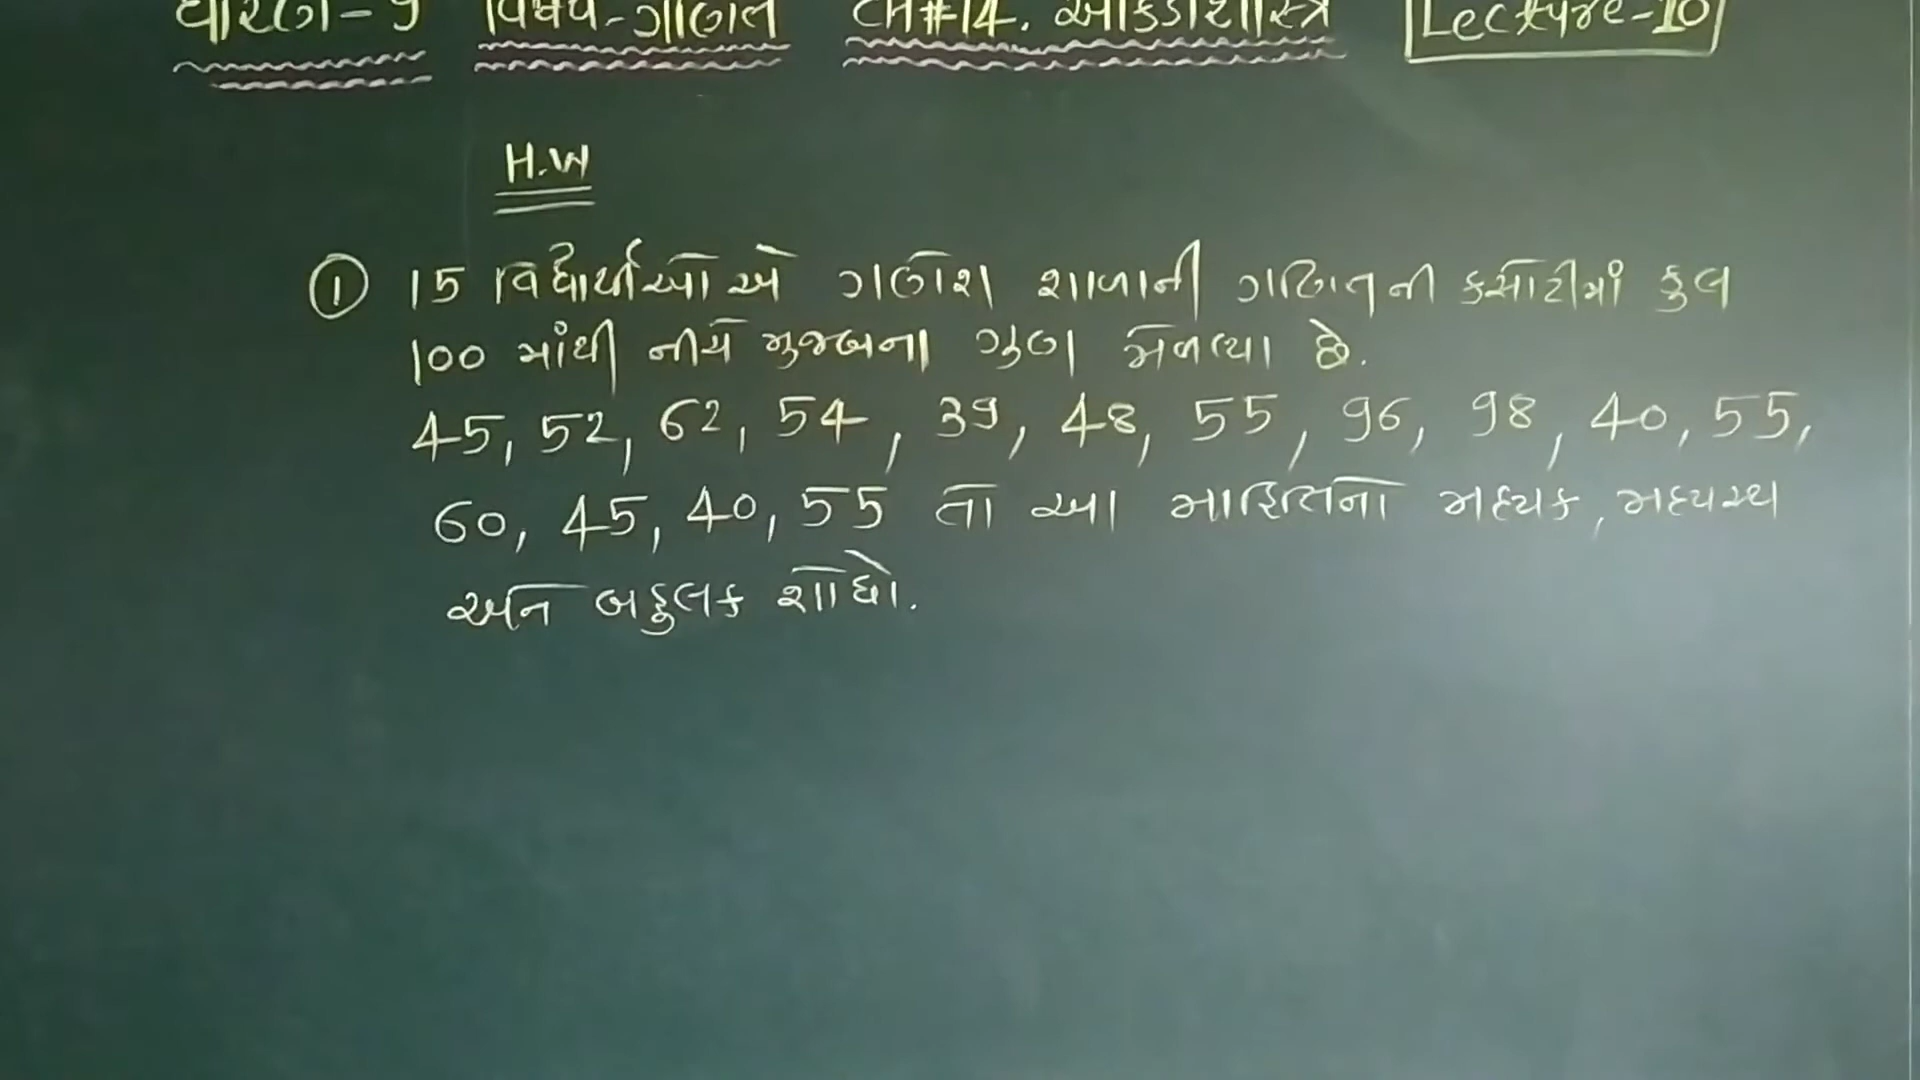 ધોરણ-9 વિષય-ગણિત CH#14. આંકડાશાસ્ત્ર Lecture-10
H.W
① 15 વિદ્યાર્થીઓએ ગણેશ શાળાની ગણિતની કસોટીમાં કુલ
100 માંથી નીચે મુજબના ગુણ મેળવ્યા છે.
45, 52, 62, 54, 39, 48, 55, 96, 98, 40, 55,
60, 45, 40, 55 તો આ માહિતિનો મધ્યક, મધ્યસ્થ
અને બહુલક શોધો.